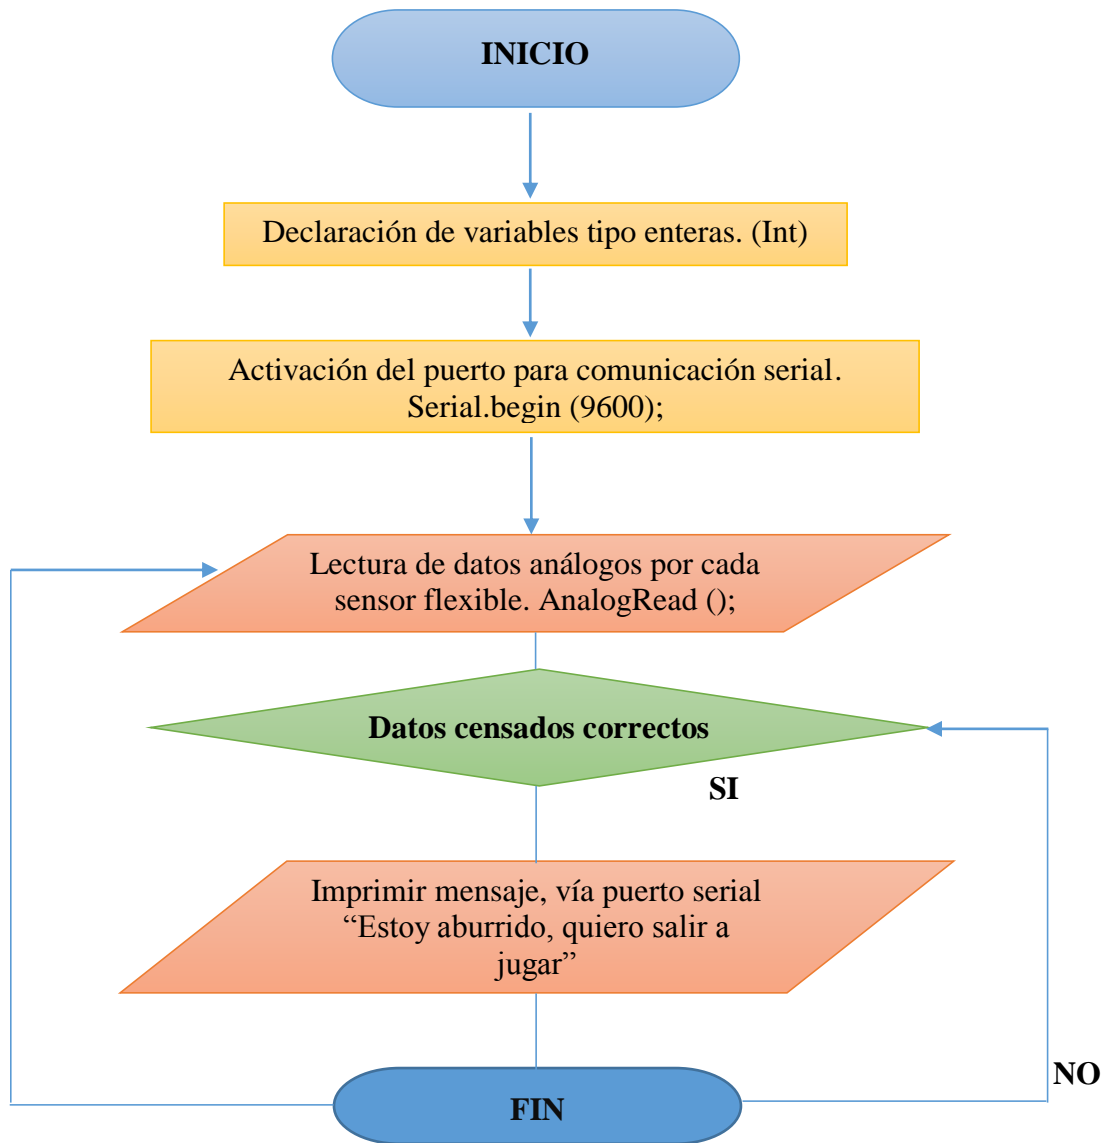 INICIO
Declaración de variables tipo enteras. (Int)
Activación del puerto para comunicación serial.
Serial.begin (9600);
Lectura de datos análogos por cada
sensor flexible. AnalogRead ();
Datos censados correctos
SI
Imprimir mensaje, vía puerto serial
“Estoy aburrido, quiero salir a
jugar”
NO
FIN